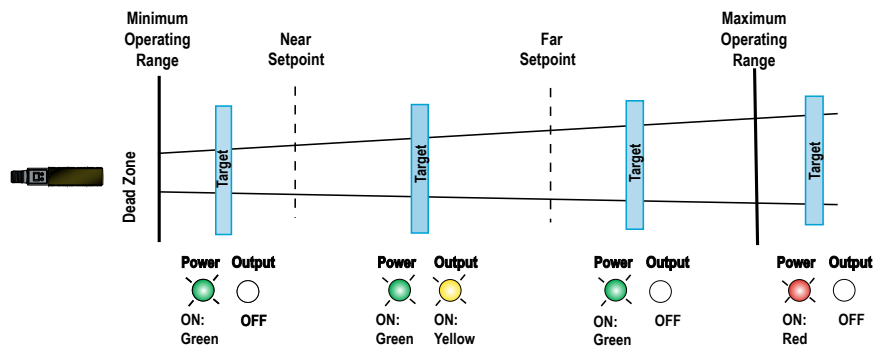 Minimum
Operating
Range
Near
Setpoint
Far
Setpoint
Maximum
Operating
Range
Dead Zone
Target
Target
Target
Target
Power Output
ON:
Green
OFF
Power Output
ON:
Green
ON:
Yellow
Power Output
ON:
Green
OFF
Power Output
ON:
Red
OFF